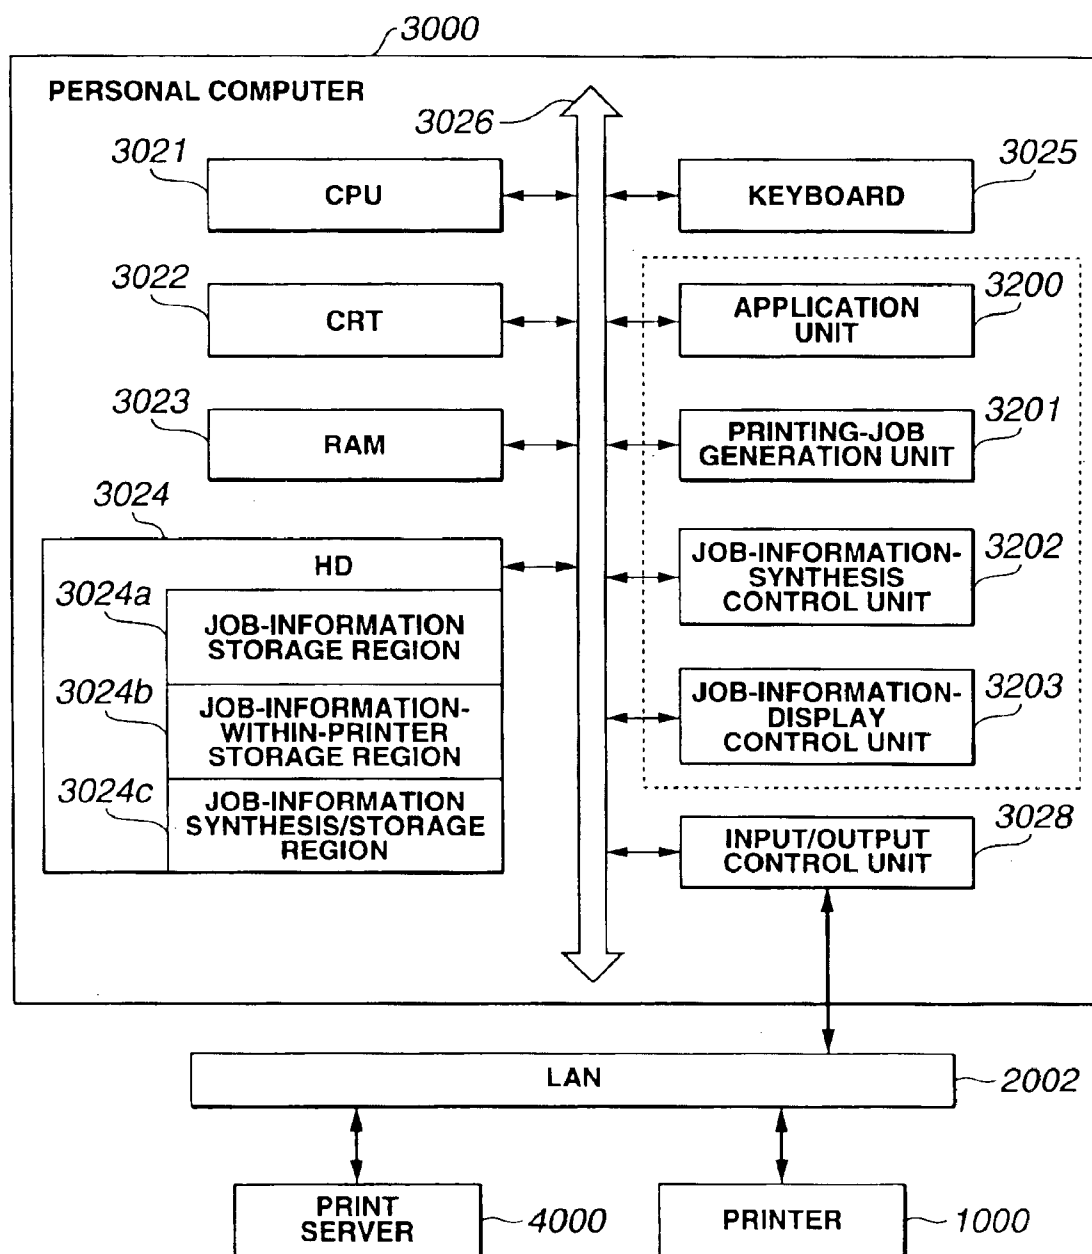 3000
PERSONAL COMPUTER
3026
3021
CPU
3025
KEYBOARD
3022
CRT
3200
APPLICATION
UNIT
3023
RAM
3201
PRINTING-JOB
GENERATION UNIT
3024
HD
3202
JOB-INFORMATION-
SYNTHESIS
CONTROL UNIT
3024a
JOB-INFORMATION
STORAGE REGION
3024b
JOB-INFORMATION-
WITHIN-PRINTER
STORAGE REGION
3203
JOB-INFORMATION-
DISPLAY
CONTROL UNIT
3024c
JOB-INFORMATION
SYNTHESIS/STORAGE
REGION
3028
INPUT/OUTPUT
CONTROL UNIT
LAN
2002
PRINT
SERVER
4000
PRINTER
1000